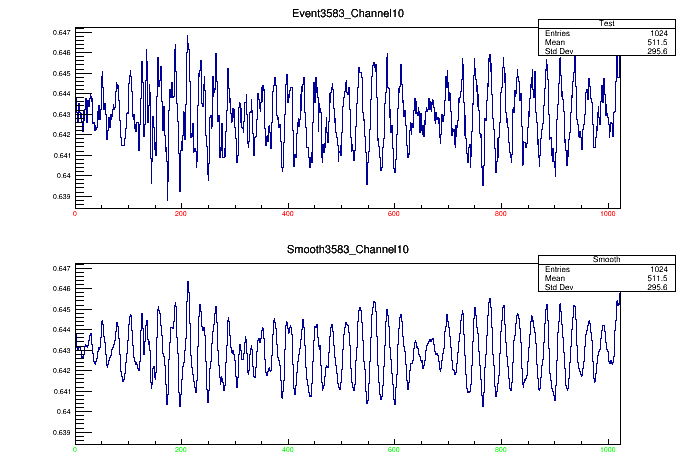 Event3583_Channel10
Test
Entries 1024
Mean 511.5
Std Dev 295.6
0.647
0.646
0.645
0.644
0.643
0.642
0.641
0.64
0.639
0 200 400 600 800 1000
Smooth3583_Channel10
Smooth
Entries 1024
Mean 511.5
Std Dev 295.6
0.647
0.646
0.645
0.644
0.643
0.642
0.641
0.64
0.639
0 200 400 600 800 1000